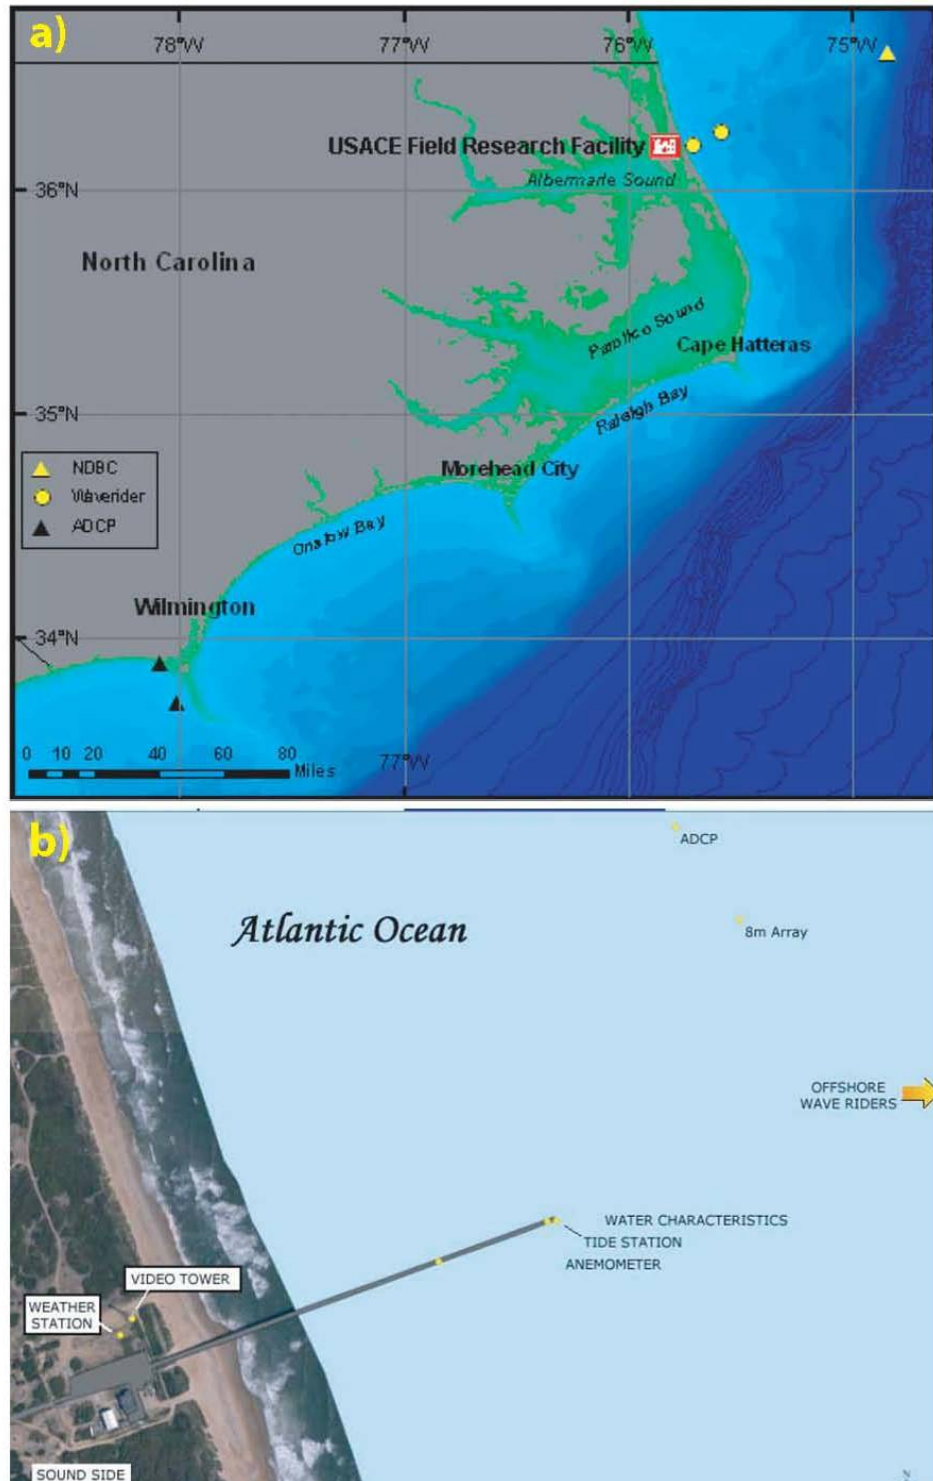 a)
78°W
77°W
76°W
75°W
USACE Field Research Facility
Albermarle Sound
36°N
North Carolina
Pamlico Sound
Cape Hatteras
35°N
Raleigh Bay
NDBC
Waverider
ADCP
Morehead City
Onslow Bay
Wilmington
34°N
0 10 20 40 60 80
Miles
77°W
b)
ADCP
Atlantic Ocean
8m Array
OFFSHORE
WAVE RIDERS
WATER CHARACTERISTICS
TIDE STATION
ANEMOMETER
VIDEO TOWER
WEATHER
STATION
SOUND SIDE
N